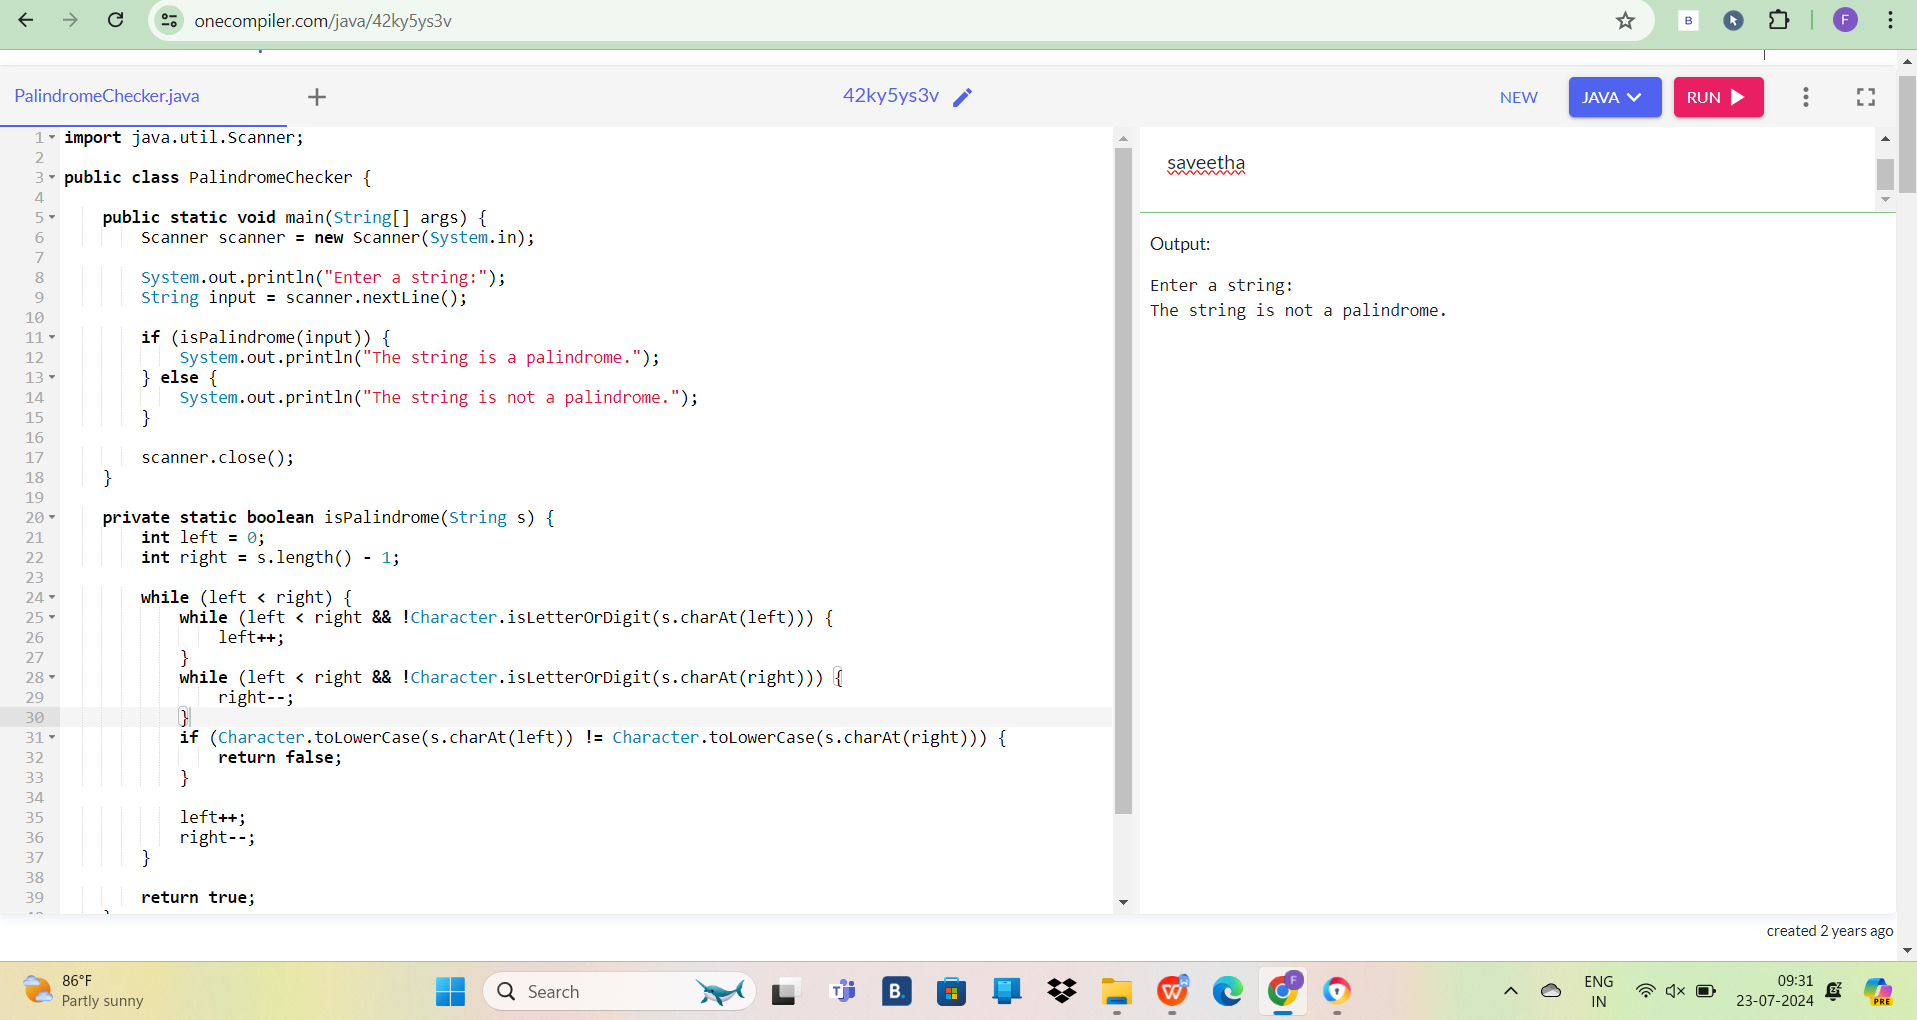 onecompiler.com/java/42ky5ys3v
B
F
PalindromeChecker.java
42ky5ys3v
NEW
JAVA
RUN
1 import java.util.Scanner;
2
3 public class PalindromeChecker {
4
5 public static void main(String[] args) {
6 Scanner scanner = new Scanner(System.in);
7
8 System.out.println("Enter a string:");
9 String input = scanner.nextLine();
10
11 if (isPalindrome(input)) {
12 System.out.println("The string is a palindrome.");
13 } else {
14 System.out.println("The string is not a palindrome.");
15 }
16
17 scanner.close();
18 }
19
20 private static boolean isPalindrome(String s) {
21 int left = 0;
22 int right = s.length() - 1;
23
24 while (left < right) {
25 while (left < right && !Character.isLetterOrDigit(s.charAt(left))) {
26 left++;
27 }
28 while (left < right && !Character.isLetterOrDigit(s.charAt(right))) {
29 right--;
30 }
31 if (Character.toLowerCase(s.charAt(left)) != Character.toLowerCase(s.charAt(right))) {
32 return false;
33 }
34
35 left++;
36 right--;
37 }
38
39 return true;
saveetha
Output:
Enter a string:
The string is not a palindrome.
created 2 years ago
86°F
Partly sunny
Search
B.
F
ENG
IN
09:31
23-07-2024
PRE